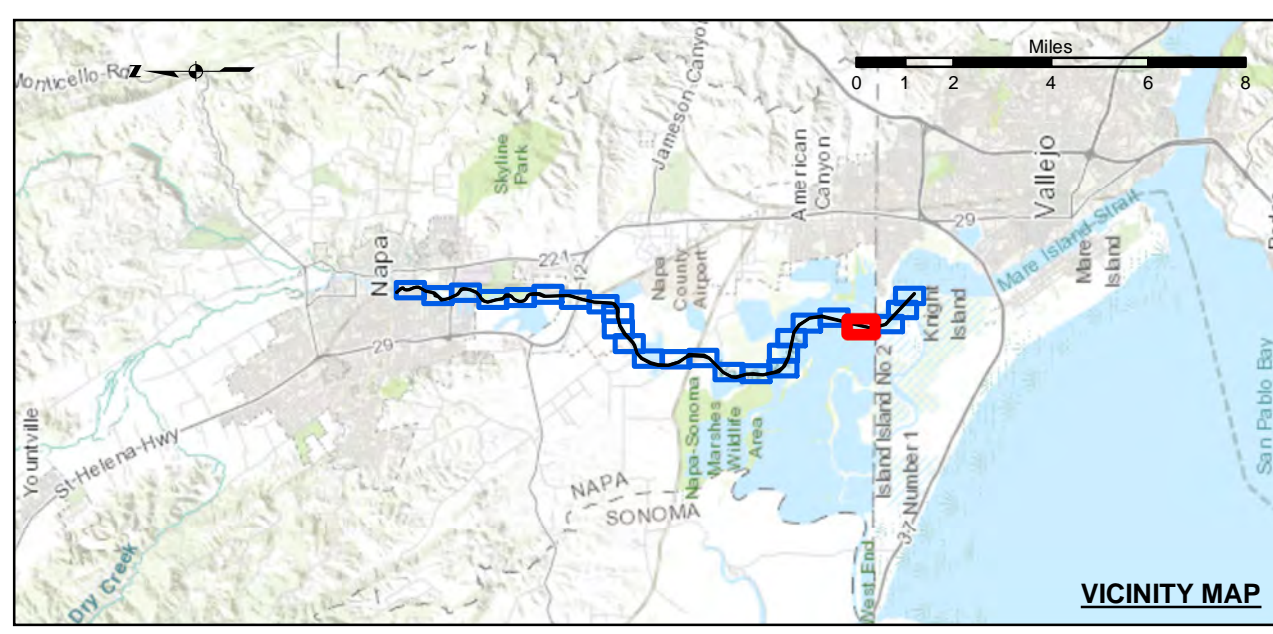 Miles
0 1 2 4 6 8
Z
Monticello-Rd
Jameson Canyon
Skyline
Park
American
Canyon
Vallejo
29
Mare Island-Strait
Mare
Island
Napa
221
12
Napa
County
Airport
Knight
Island
29
Island Island No 2
Napa-Sonoma
Marshes
Wildlife
Area
Number 1
37
San Pablo Bay
Yountville
St-Helena-Hwy
NAPA
SONOMA
Dry Creek
West End
VICINITY MAP